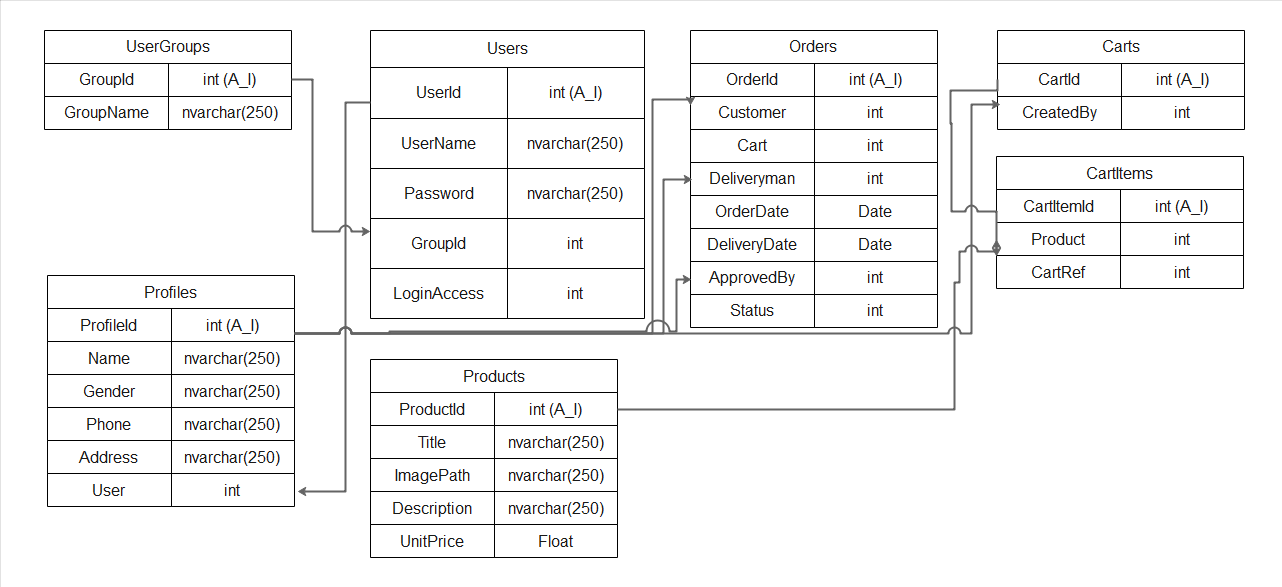 UserGroups
GroupId int (A_I)
GroupName nvarchar(250)
Users
UserId int (A_I)
UserName nvarchar(250)
Password nvarchar(250)
GroupId int
LoginAccess int
Orders
OrderId int (A_I)
Customer int
Cart int
Deliveryman int
OrderDate Date
DeliveryDate Date
ApprovedBy int
Status int
Carts
CartId int (A_I)
CreatedBy int
CartItems
CartItemId int (A_I)
Product int
CartRef int
Profiles
ProfileId int (A_I)
Name nvarchar(250)
Gender nvarchar(250)
Phone nvarchar(250)
Address nvarchar(250)
User int
Products
ProductId int (A_I)
Title nvarchar(250)
ImagePath nvarchar(250)
Description nvarchar(250)
UnitPrice Float